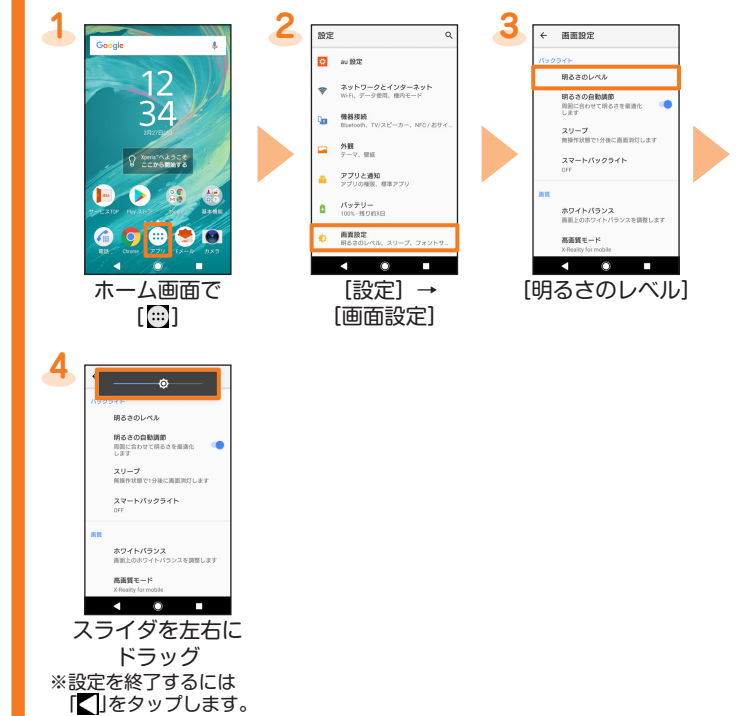 1
Google
12
34
2月27日(火)
Xperia™へようこそ
ここから開始する
サービスTOP Play ストア Google 基本機能
電話 Chrome アプリ Eメール カメラ
ホーム画面で
[ ]
2
設定
au 設定
ネットワークとインターネット
Wi-Fi、データ使用、機内モード
機器接続
Bluetooth、TV/スピーカー、NFC / おサイ...
外観
テーマ、壁紙
アプリと通知
アプリの権限、標準アプリ
バッテリー
100% - 残り約X日
画面設定
明るさのレベル、スリープ、フォントサ...
[設定] →
[画面設定]
3
← 画面設定
バックライト
明るさのレベル
明るさの自動調節
周囲に合わせて明るさを最適化
します
スリープ
無操作状態で1分後に画面消灯します
スマートバックライト
OFF
画質
ホワイトバランス
画面上のホワイトバランスを調整します
高画質モード
X-Reality for mobile
[明るさのレベル]
4
バックライト
明るさのレベル
明るさの自動調節
周囲に合わせて明るさを最適化
します
スリープ
無操作状態で1分後に画面消灯します
スマートバックライト
OFF
画質
ホワイトバランス
画面上のホワイトバランスを調整します
高画質モード
X-Reality for mobile
スライダを左右に
ドラッグ
※設定を終了するには
「 」をタップします。